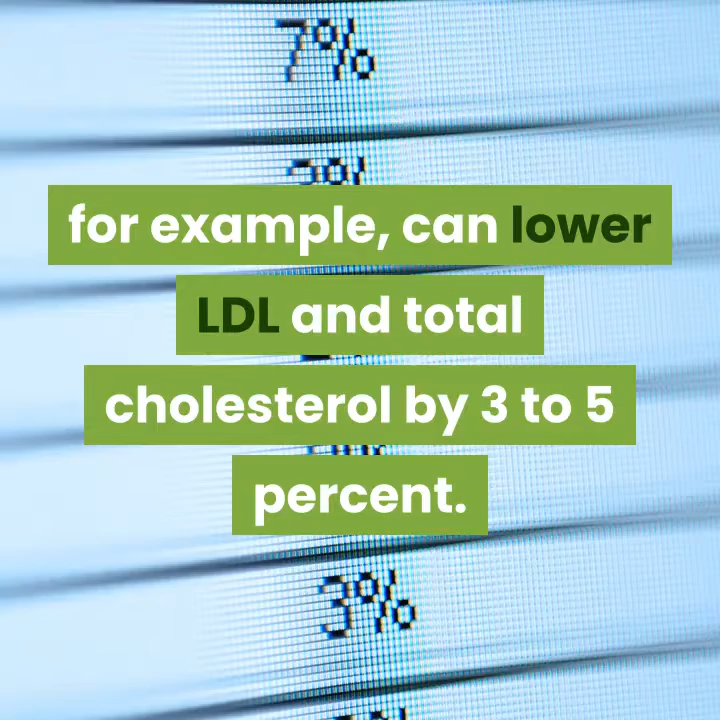 7%
for example, can lower
LDL and total
cholesterol by 3 to 5
percent.
3%